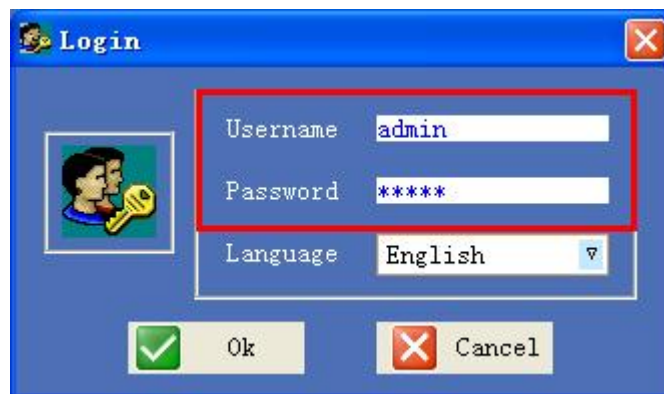 Login
Username admin
Password *****
Language English
Ok Cancel